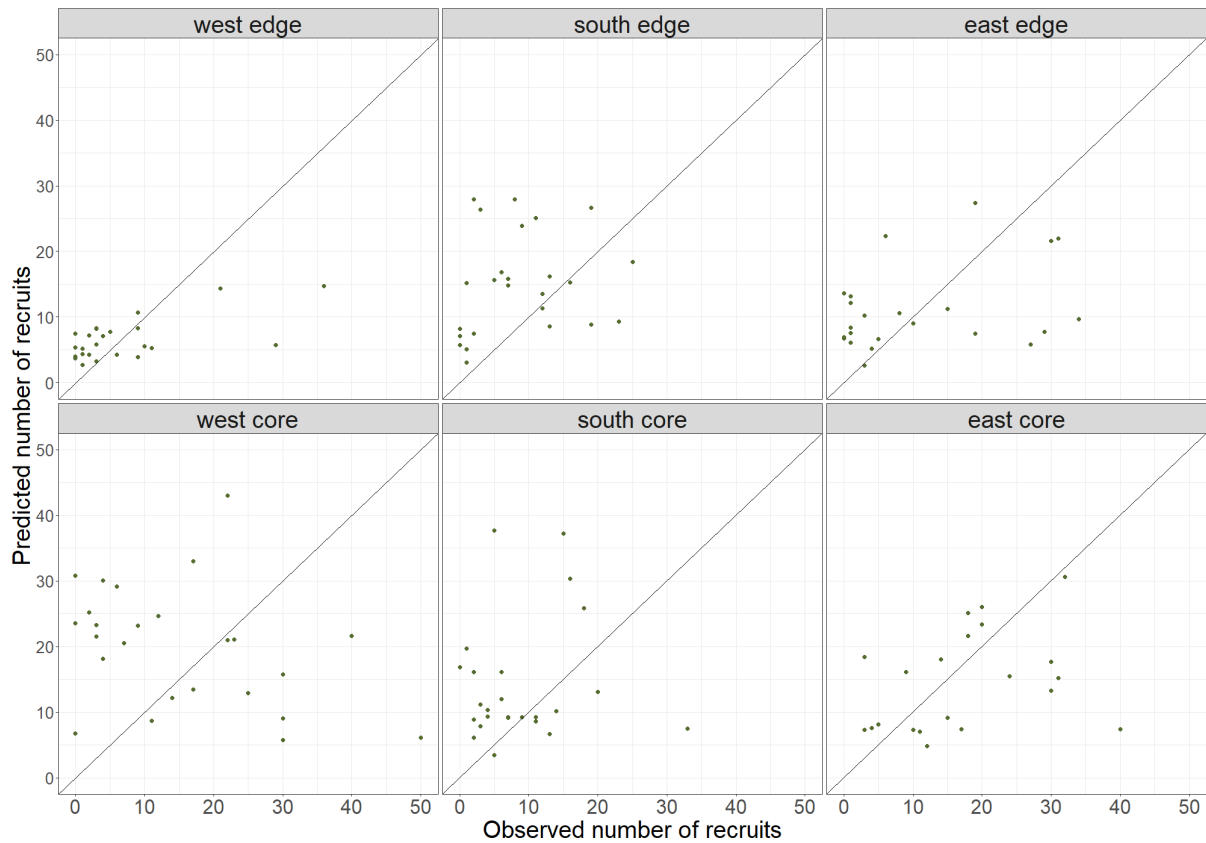 west edge south edge east edge
50
40
30
20
10
0
west core south core east core
50
40
30
20
10
0
0 10 20 30 40 50 0 10 20 30 40 50 0 10 20 30 40 50
Observed number of recruits
Predicted number of recruits